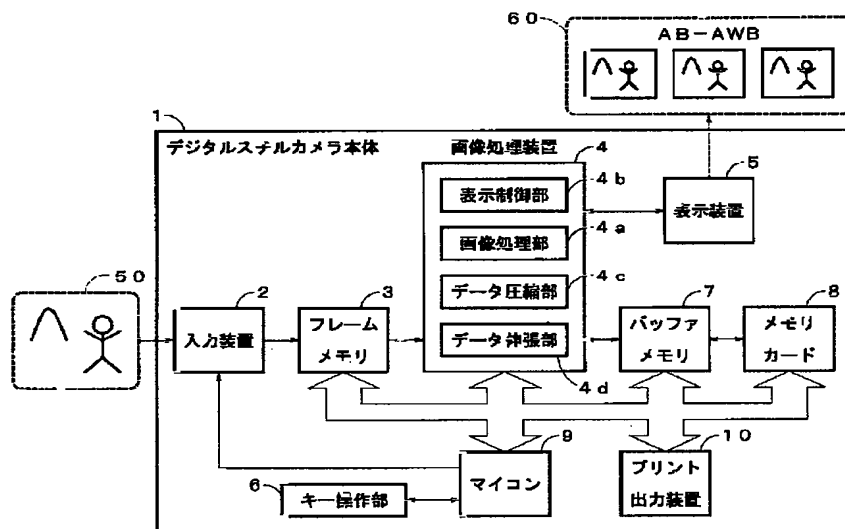 60
AB-AWB
1
デジタルスチルカメラ本体
画像処理装置
4
4b
表示制御部
5
表示装置
4a
画像処理部
50
2
3
4c
データ圧縮部
7
8
入力装置
フレーム
メモリ
データ伸張部
バッファ
メモリ
メモリ
カード
4d
9
10
マイコン
プリント
出力装置
6
キー操作部